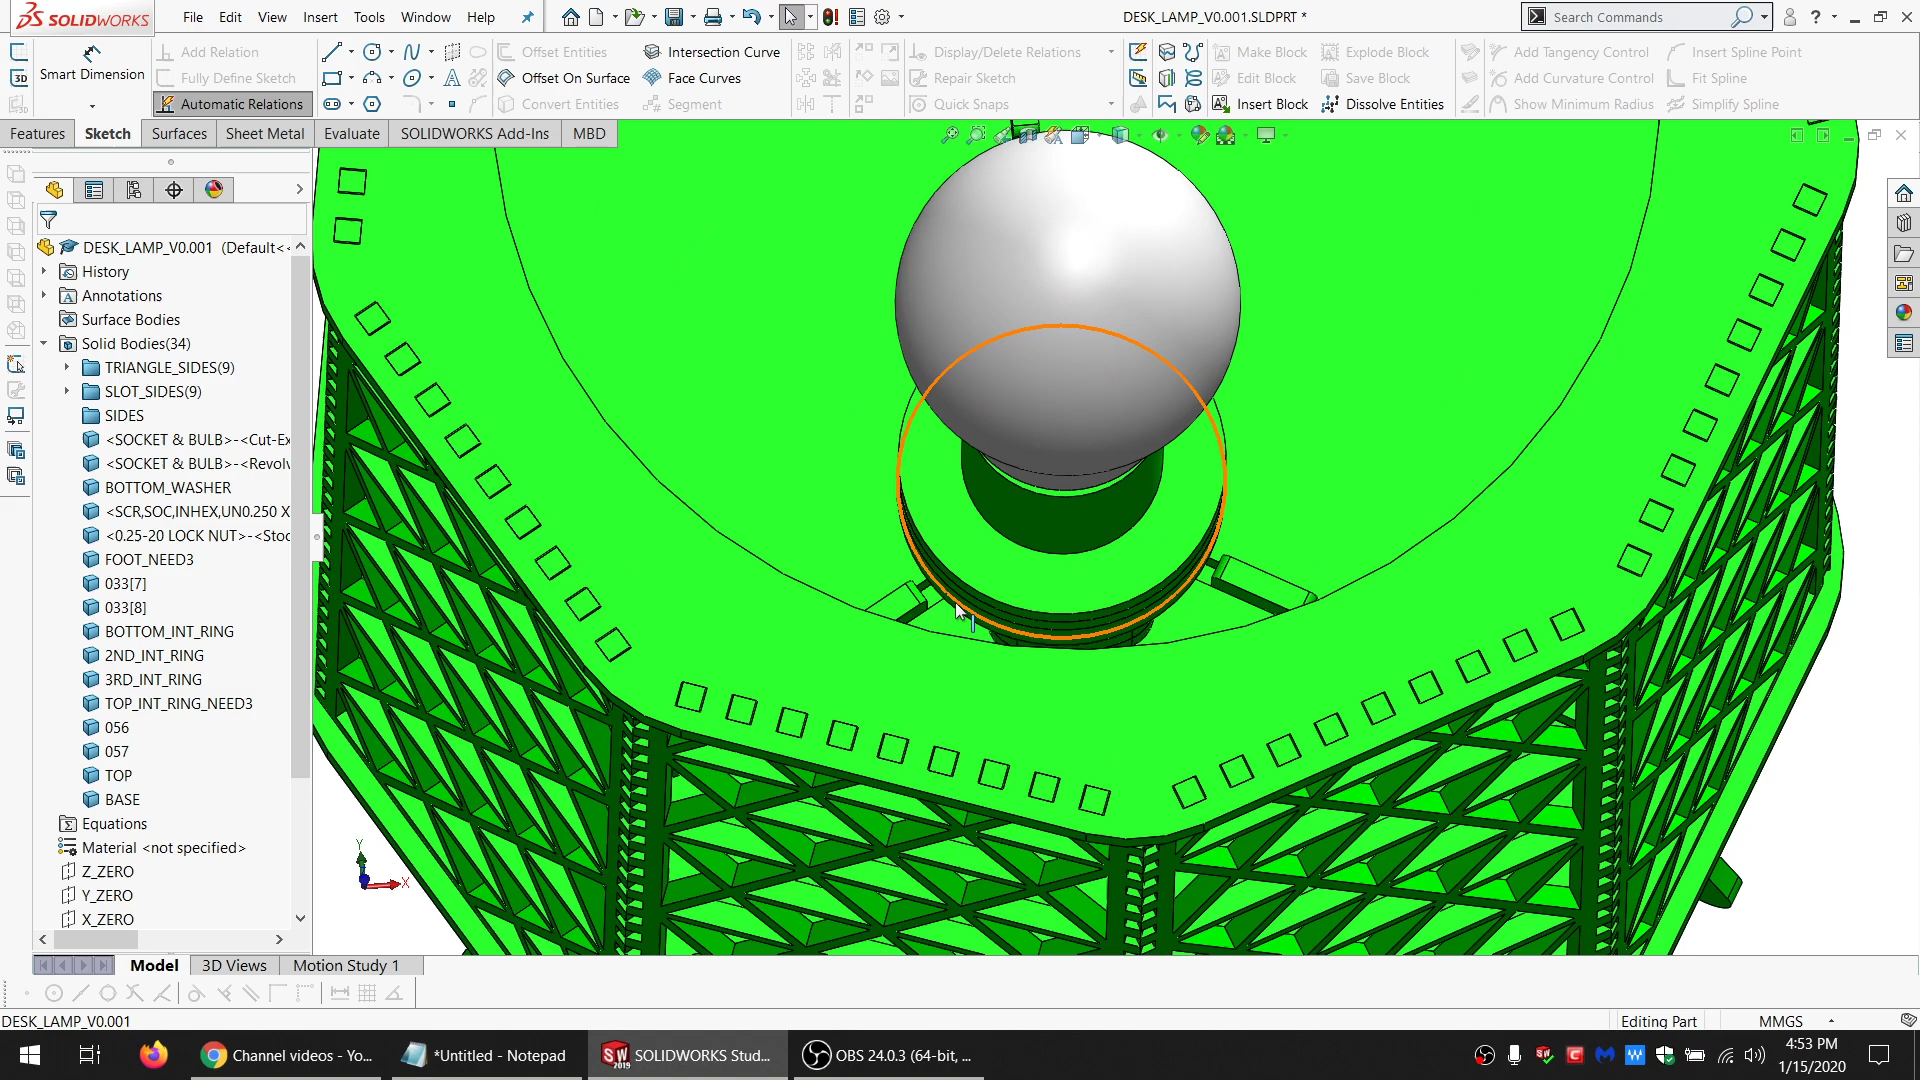 SOLIDWORKS File Edit View Insert Tools Window Help DESK_LAMP_V0.001.SLDPRT * Search Commands
Smart Dimension
Add Relation
Fully Define Sketch
Automatic Relations
Offset Entities
Offset On Surface
Convert Entities
Intersection Curve
Face Curves
Segment
Display/Delete Relations
Repair Sketch
Quick Snaps
Make Block
Edit Block
Insert Block
Explode Block
Save Block
Dissolve Entities
Add Tangency Control
Add Curvature Control
Show Minimum Radius
Insert Spline Point
Fit Spline
Simplify Spline
Features Sketch Surfaces Sheet Metal Evaluate SOLIDWORKS Add-Ins MBD
DESK_LAMP_V0.001 (Default<
History
Annotations
Surface Bodies
Solid Bodies(34)
TRIANGLE_SIDES(9)
SLOT_SIDES(9)
SIDES
<SOCKET & BULB>-<Cut-Ex
<SOCKET & BULB>-<Revolv
BOTTOM_WASHER
<SCR,SOC,INHEX,UN0.250 X
<0.25-20 LOCK NUT>-<Stoc
FOOT_NEED3
033[7]
033[8]
BOTTOM_INT_RING
2ND_INT_RING
3RD_INT_RING
TOP_INT_RING_NEED3
056
057
TOP
BASE
Equations
Material <not specified>
Z_ZERO
Y_ZERO
X_ZERO
Y
X
Model 3D Views Motion Study 1
DESK_LAMP_V0.001 Editing Part MMGS
Channel videos - Yo... *Untitled - Notepad SOLIDWORKS Stud... OBS 24.0.3 (64-bit, ...
4:53 PM
1/15/2020